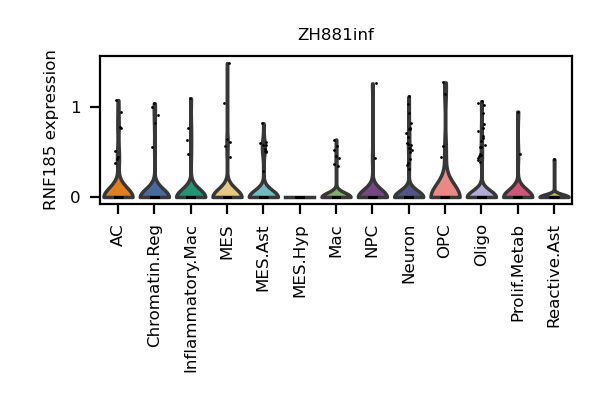 ZH881inf
RNF185 expression
1
0
AC
Chromatin.Reg
Inflammatory.Mac
MES
MES.Ast
MES.Hyp
Mac
NPC
Neuron
OPC
Oligo
Prolif.Metab
Reactive.Ast